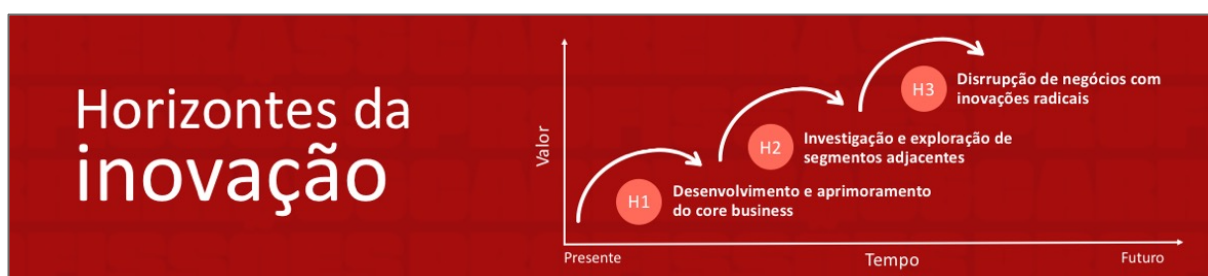 Horizontes da
inovação
Valor
H3
Disrrupção de negócios com
inovações radicais
H2
Investigação e exploração de
segmentos adjacentes
H1
Desenvolvimento e aprimoramento
do core business
Presente
Tempo
Futuro